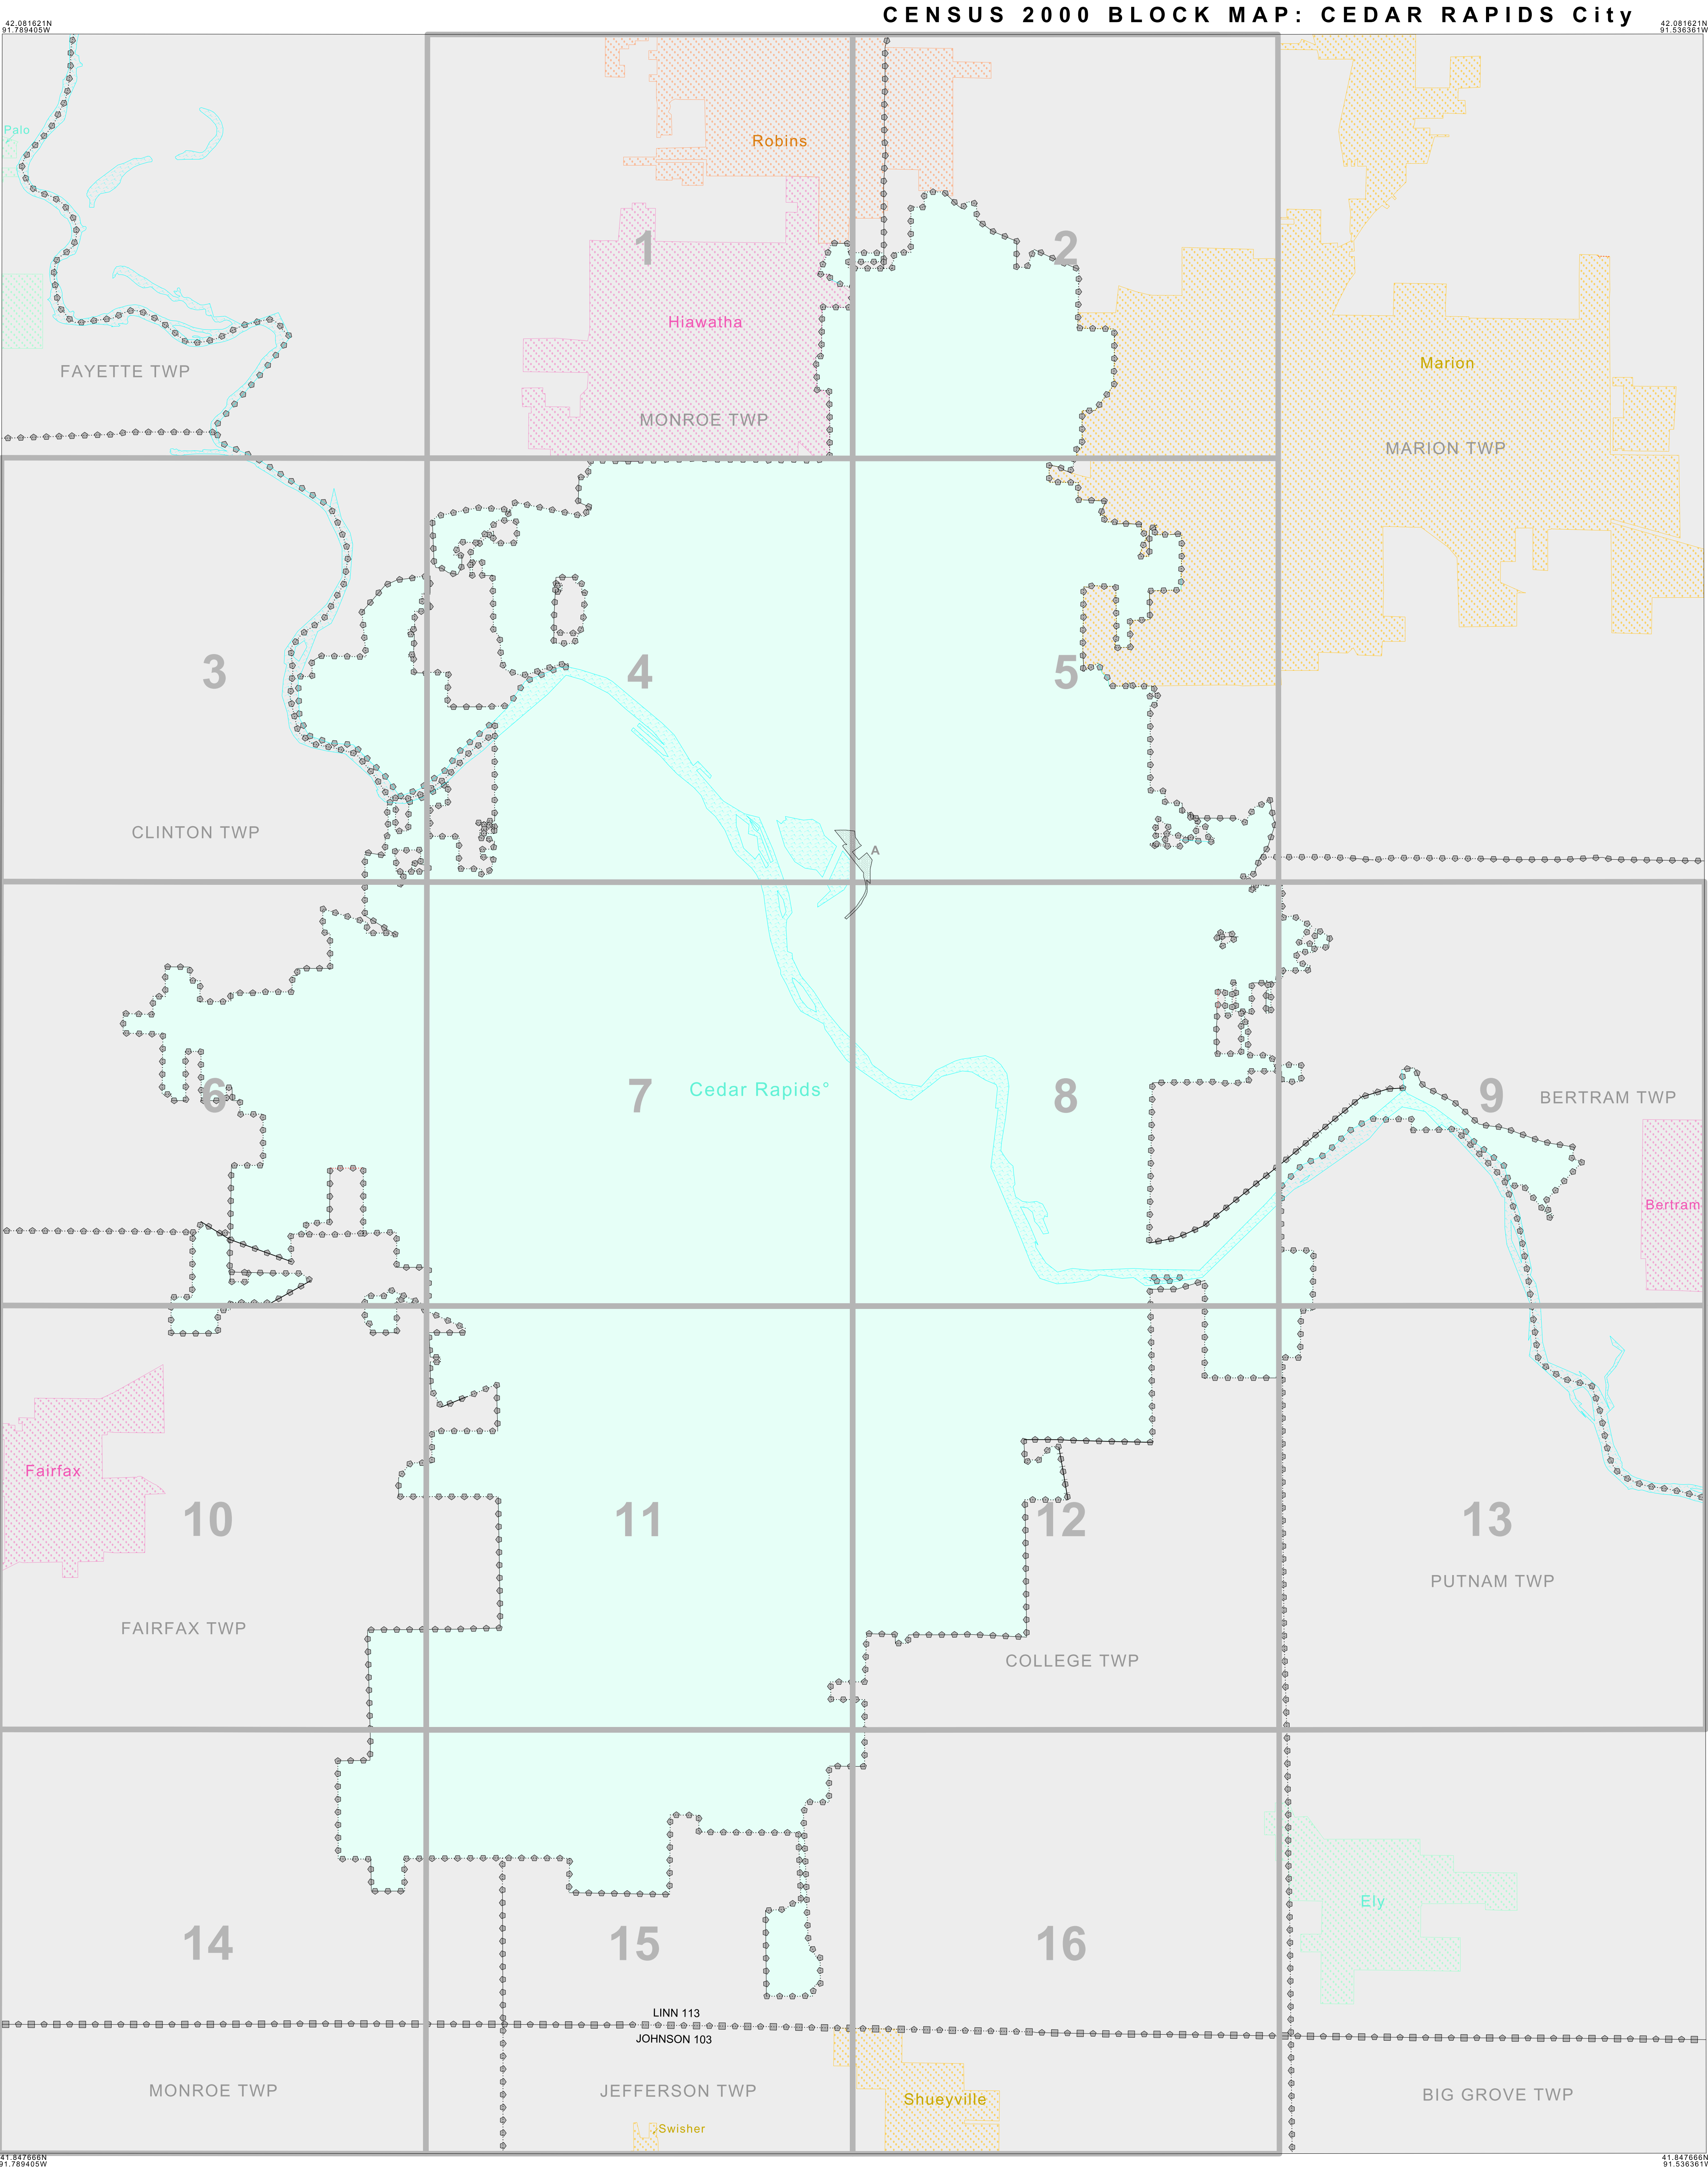 CENSUS 2000 BLOCK MAP: CEDAR RAPIDS City
42.081621N
91.789405W
42.081621N
91.536361W
Palo
Robins
1
2
Hiawatha
FAYETTE TWP
Marion
MONROE TWP
MARION TWP
3
4
5
CLINTON TWP
A
6
7
Cedar Rapids°
8
9
BERTRAM TWP
Bertram
Fairfax
10
11
12
13
PUTNAM TWP
FAIRFAX TWP
COLLEGE TWP
Ely
14
15
16
LINN 113
JOHNSON 103
MONROE TWP
JEFFERSON TWP
Shueyville
BIG GROVE TWP
Swisher
41.847666N
91.789405W
41.847666N
91.536361W